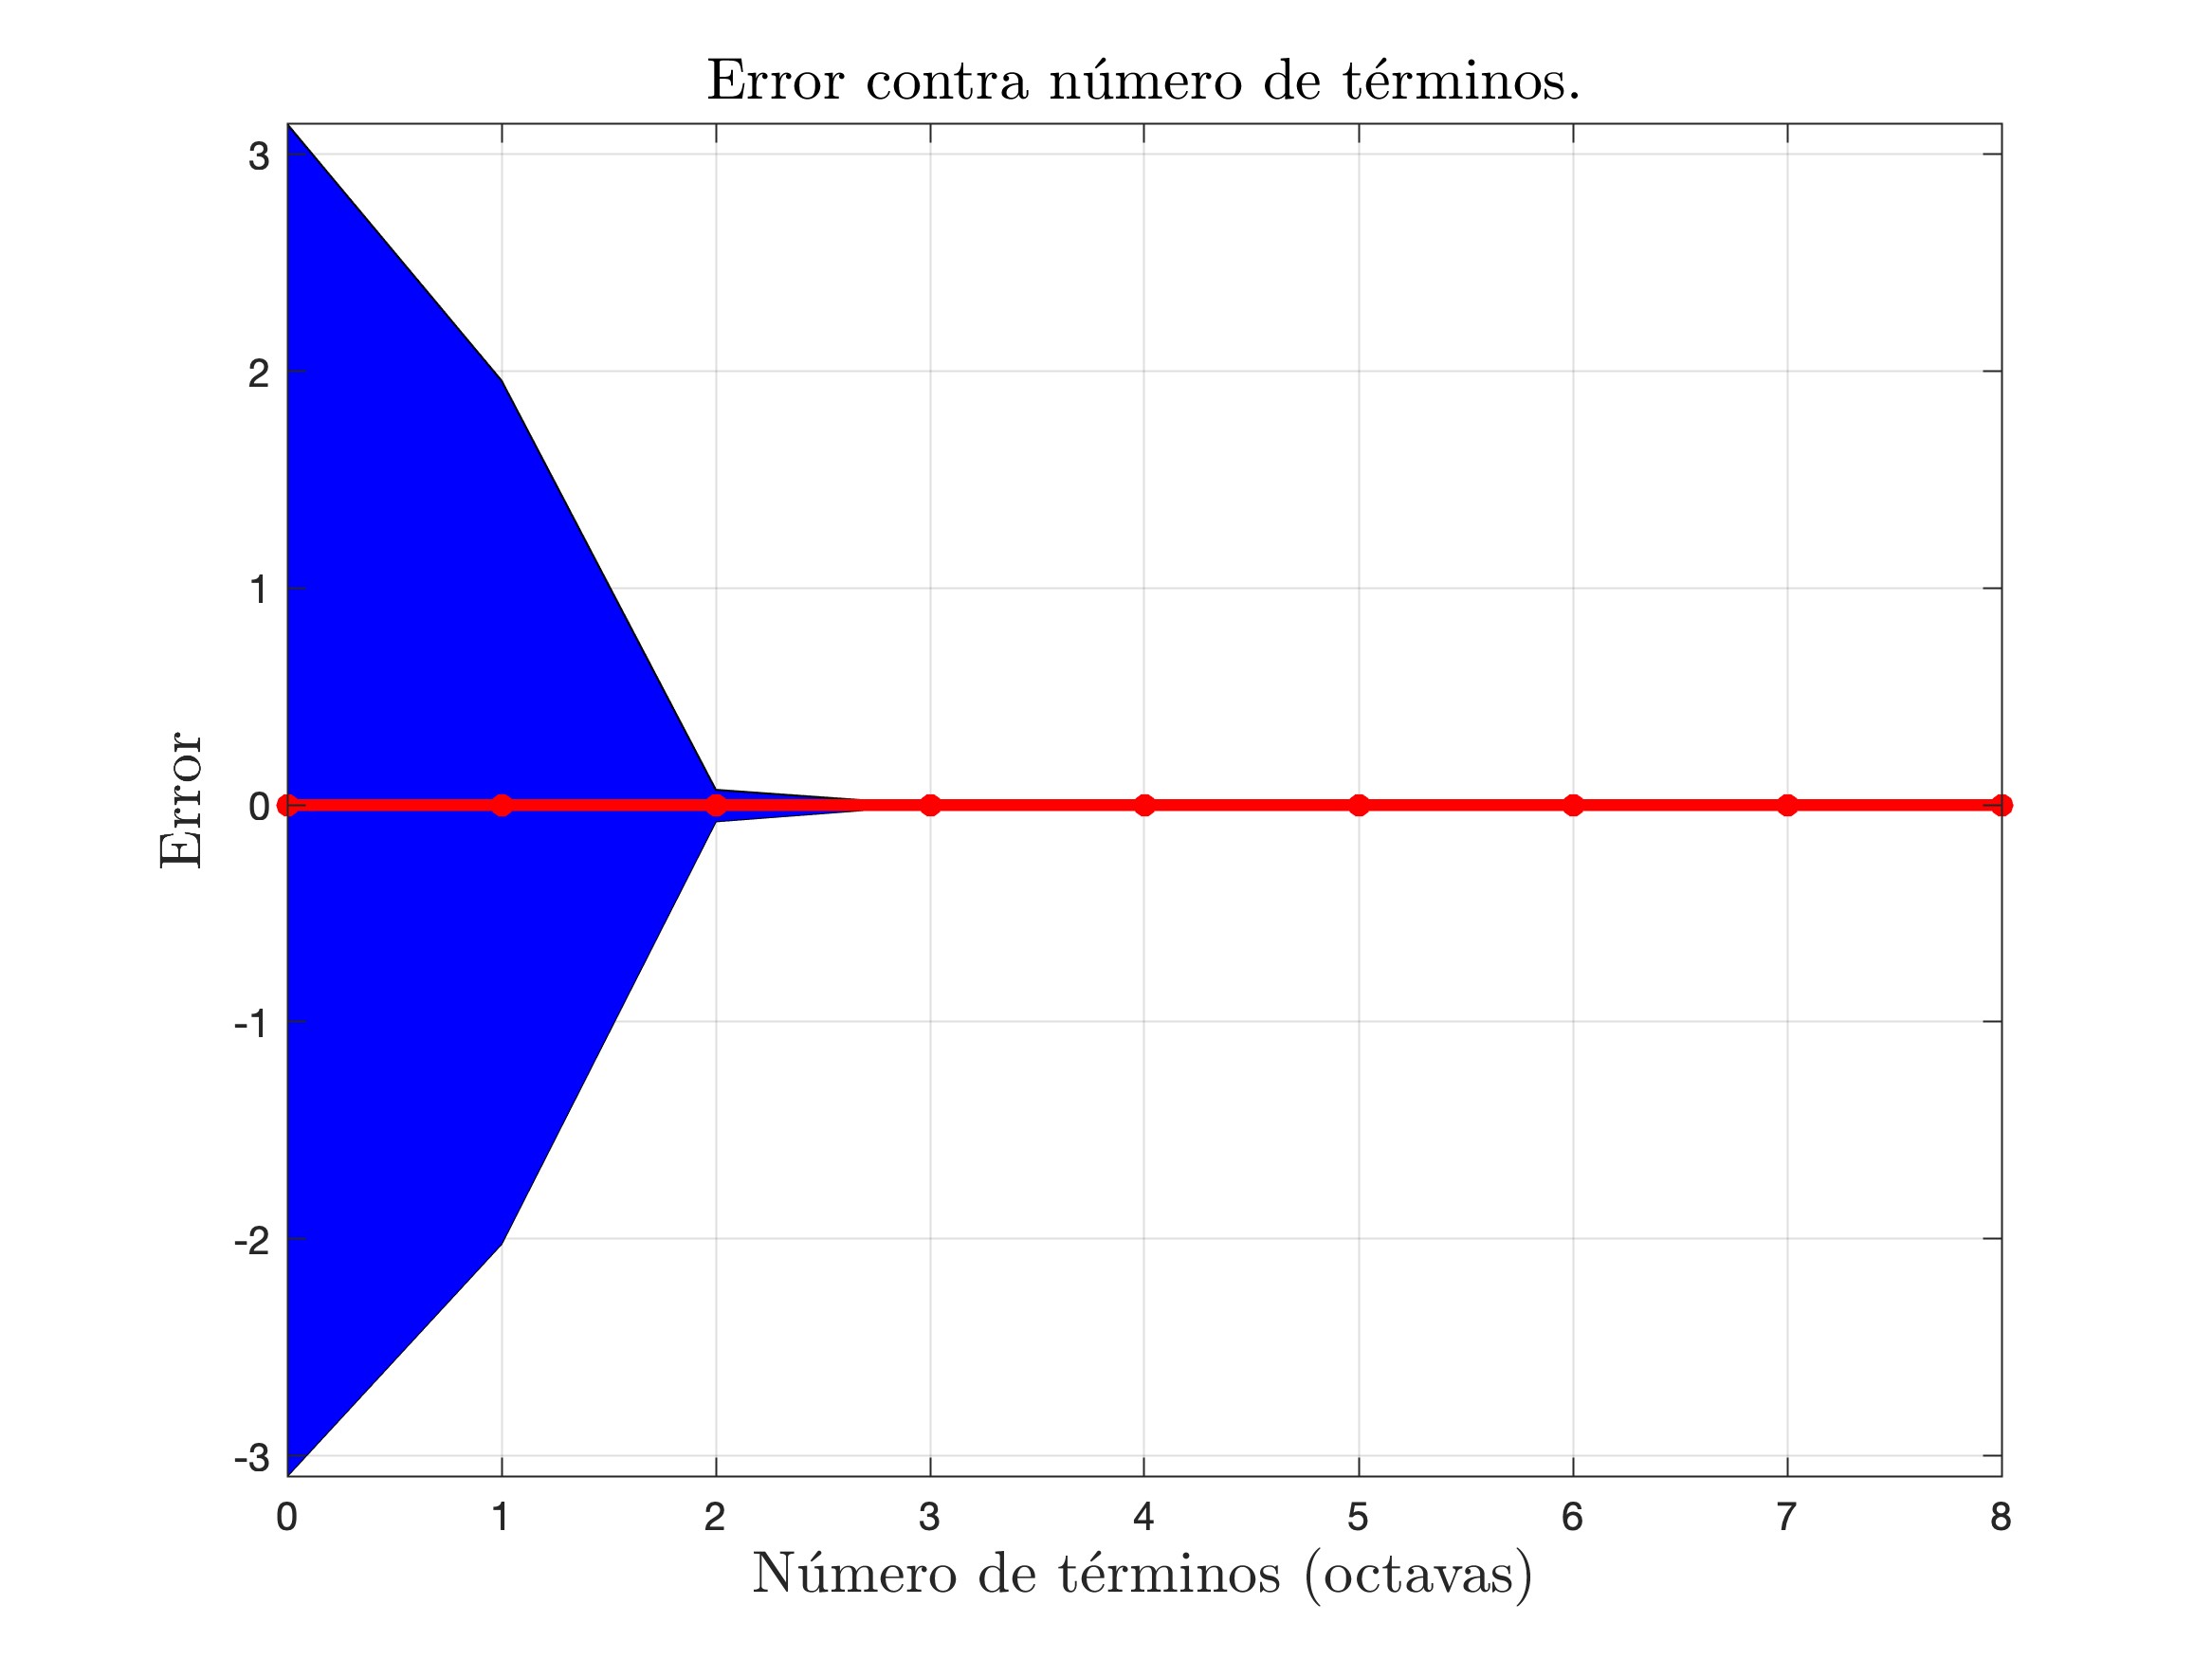 Error contra número de términos.
3
2
1
0
-1
-2
-3
Error
0 1 2 3 4 5 6 7 8
Número de términos (octavas)